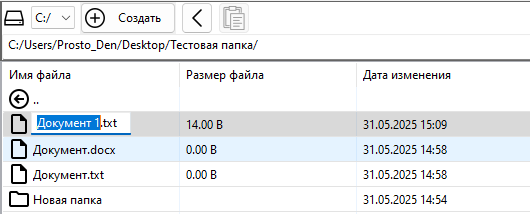 C:/ Создать
C:/Users/Prosto_Den/Desktop/Тестовая папка/
Имя файла Размер файла Дата изменения
..
Документ 1.txt 14.00 B 31.05.2025 15:09
Документ.docx 0.00 B 31.05.2025 14:58
Документ.txt 0.00 B 31.05.2025 14:58
Новая папка 31.05.2025 14:54